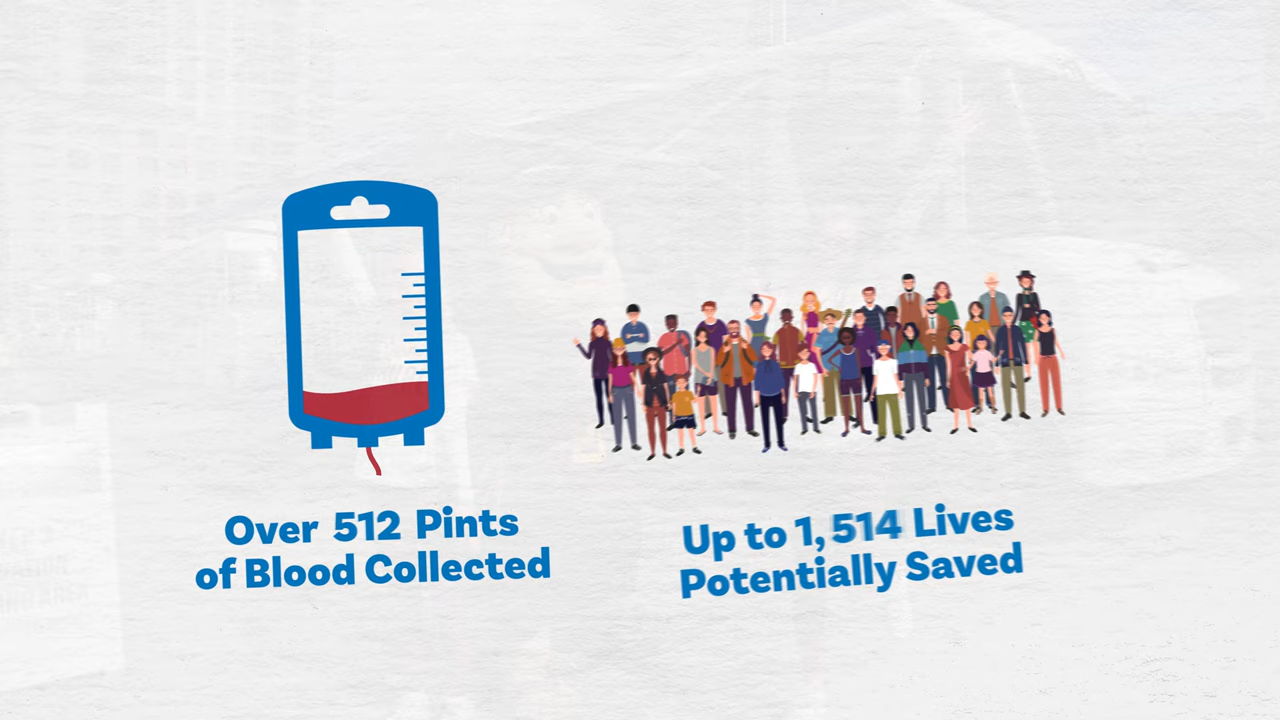 Over 512 Pints
of Blood Collected
Up to 1, 514 Lives
Potentially Saved